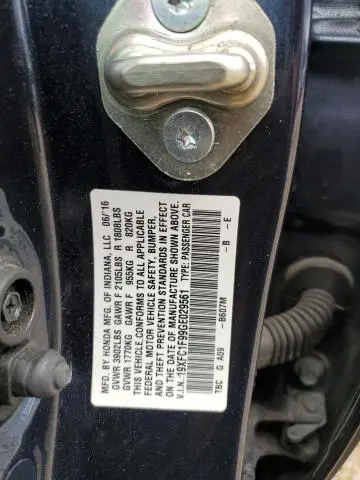 MFD. BY HONDA MFG. OF INDIANA, LLC 06/16
GVWR 3902LBS GAWR F 2105LBS R 1808LBS
GVWR 1770KG GAWR F 955KG R 820KG
THIS VEHICLE CONFORMS TO ALL APPLICABLE
FEDERAL MOTOR VEHICLE SAFETY, BUMPER,
AND THEFT PREVENTION STANDARDS IN EFFECT
ON THE DATE OF MANUFACTURE SHOWN ABOVE.
V.I.N.:19XFC1F99GE029561 TYPE: PASSENGER CAR
TBC G A09 -B607M -B -E